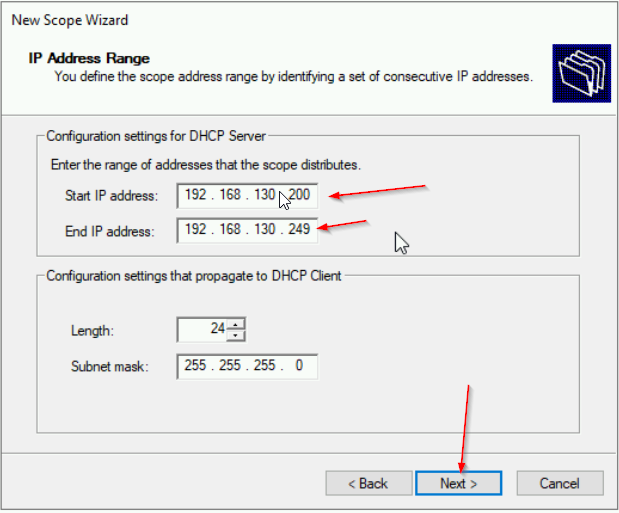 New Scope Wizard
IP Address Range
You define the scope address range by identifying a set of consecutive IP addresses.
Configuration settings for DHCP Server
Enter the range of addresses that the scope distributes.
Start IP address: 192 . 168 . 130 . 200
End IP address: 192 . 168 . 130 . 249
Configuration settings that propagate to DHCP Client
Length: 24
Subnet mask: 255 . 255 . 255 . 0
< Back Next > Cancel